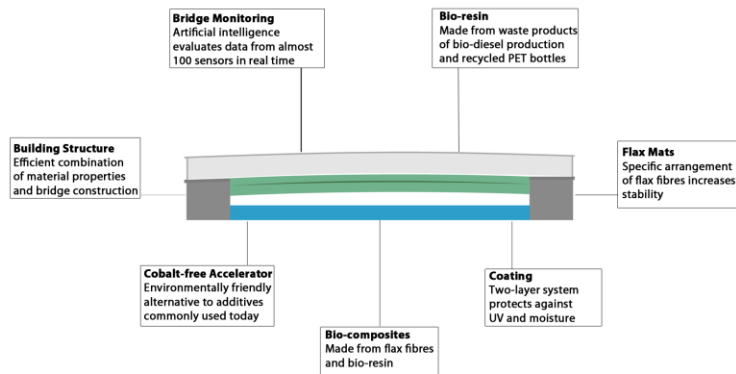 Bridge Monitoring
Artificial intelligence
evaluates data from almost
100 sensors in real time
Bio-resin
Made from waste products
of bio-diesel production
and recycled PET bottles
Building Structure
Efficient combination
of material properties
and bridge construction
Flax Mats
Specific arrangement
of flax fibres increases
stability
Cobalt-free Accelerator
Environmentally friendly
alternative to additives
commonly used today
Coating
Two-layer system
protects against
UV and moisture
Bio-composites
Made from flax fibres
and bio-resin